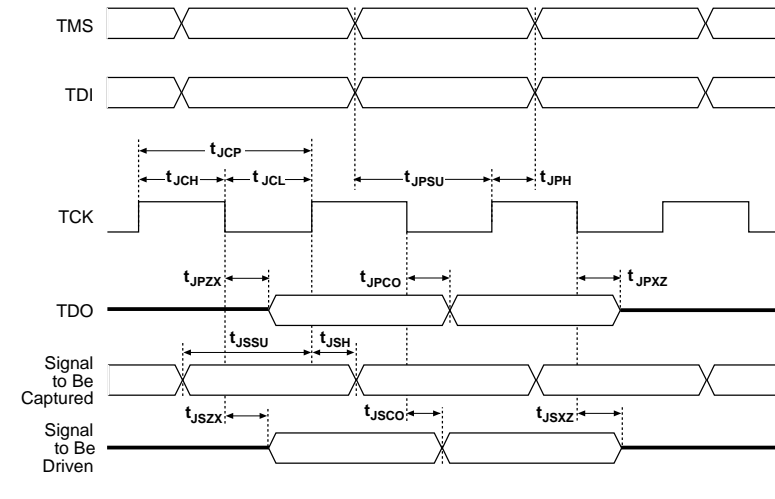 TMS
TDI
tJCP
tJCH
tJCL
tJPSU
tJPH
TCK
tJPZX
tJPCO
tJPXZ
TDO
tJSSU
tJSH
Signal
to Be
Captured
tJSZX
tJSCO
tJSXZ
Signal
to Be
Driven